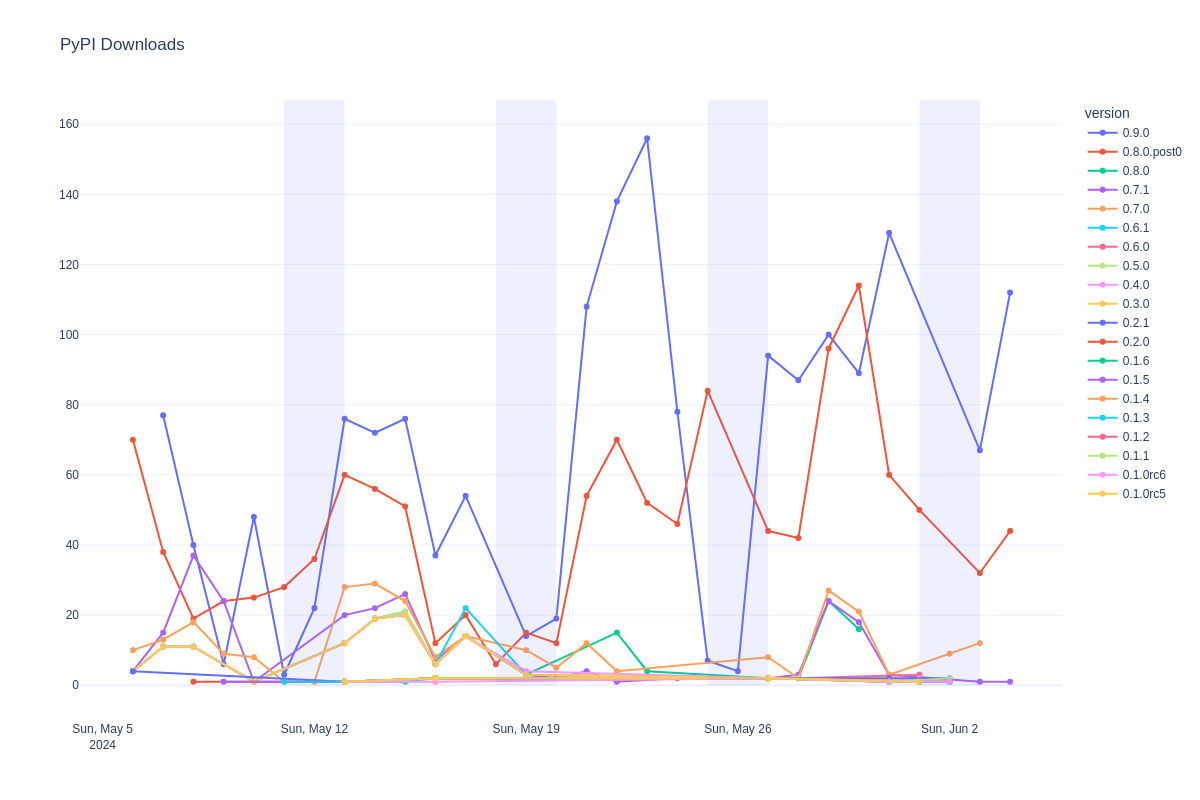 PyPI Downloads
version
0.9.0
0.8.0.post0
0.8.0
0.7.1
0.7.0
0.6.1
0.6.0
0.5.0
0.4.0
0.3.0
0.2.1
0.2.0
0.1.6
0.1.5
0.1.4
0.1.3
0.1.2
0.1.1
0.1.0rc6
0.1.0rc5
160
140
120
100
80
60
40
20
0
Sun, May 5
2024
Sun, May 12
Sun, May 19
Sun, May 26
Sun, Jun 2